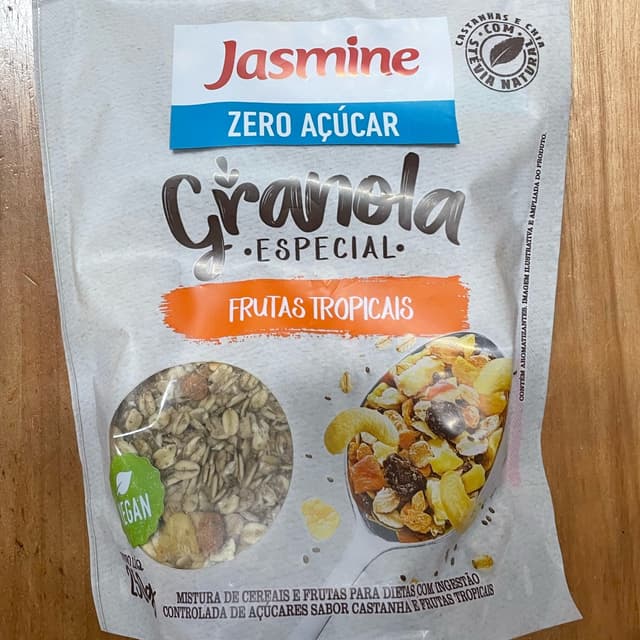 Jasmine
ZERO AÇÚCAR
CASTANHAS E CHIA
COM
STEVIA NATURAL
Granola
•ESPECIAL•
FRUTAS TROPICAIS
CONTÉM AROMATIZANTES. IMAGEM ILUSTRATIVA E AMPLIADA DO PRODUTO.
VEGAN
MISTURA DE CEREAIS E FRUTAS PARA DIETAS COM INGESTÃO
CONTROLADA DE AÇÚCARES SABOR CASTANHA E FRUTAS TROPICAIS